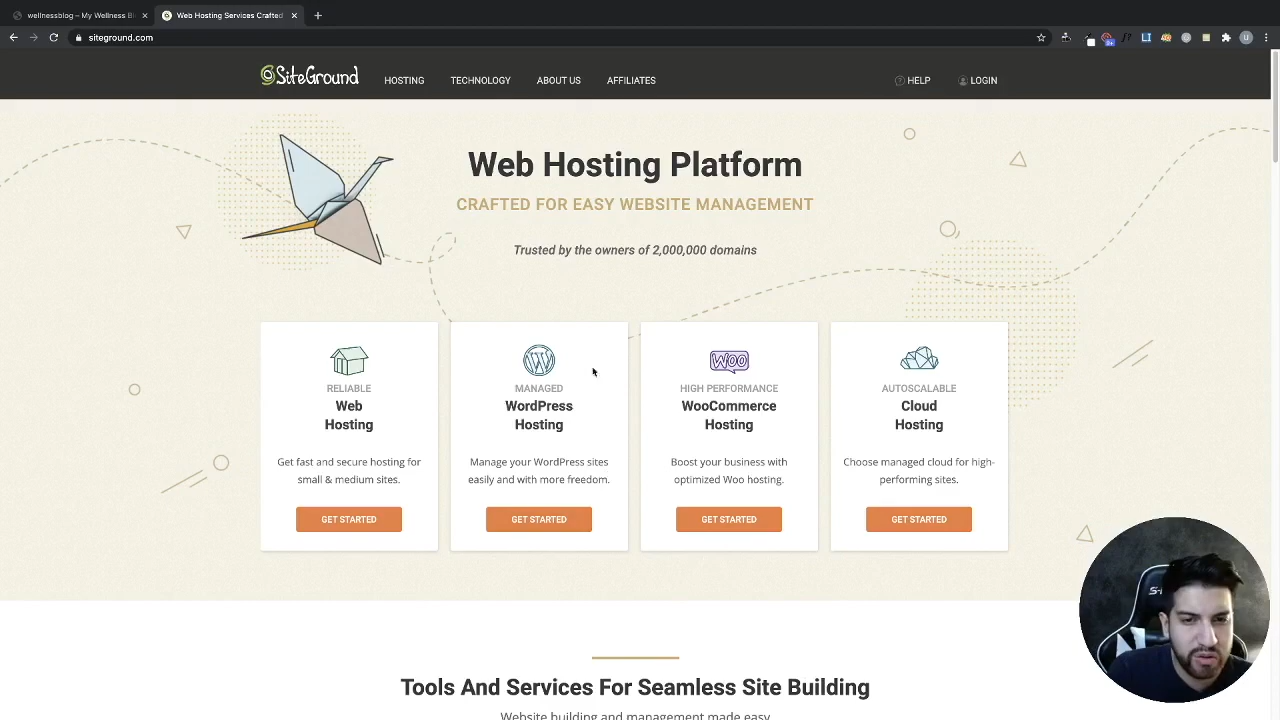 wellnessblog – My Wellness Bl
Web Hosting Services Crafted
siteground.com
SiteGround
HOSTING
TECHNOLOGY
ABOUT US
AFFILIATES
HELP
LOGIN
Web Hosting Platform
CRAFTED FOR EASY WEBSITE MANAGEMENT
Trusted by the owners of 2,000,000 domains
RELIABLE
Web
Hosting
Get fast and secure hosting for
small & medium sites.
GET STARTED
MANAGED
WordPress
Hosting
Manage your WordPress sites
easily and with more freedom.
GET STARTED
WOO
HIGH PERFORMANCE
WooCommerce
Hosting
Boost your business with
optimized Woo hosting.
GET STARTED
AUTOSCALABLE
Cloud
Hosting
Choose managed cloud for high-
performing sites.
GET STARTED
Tools And Services For Seamless Site Building
Website building and management made easy